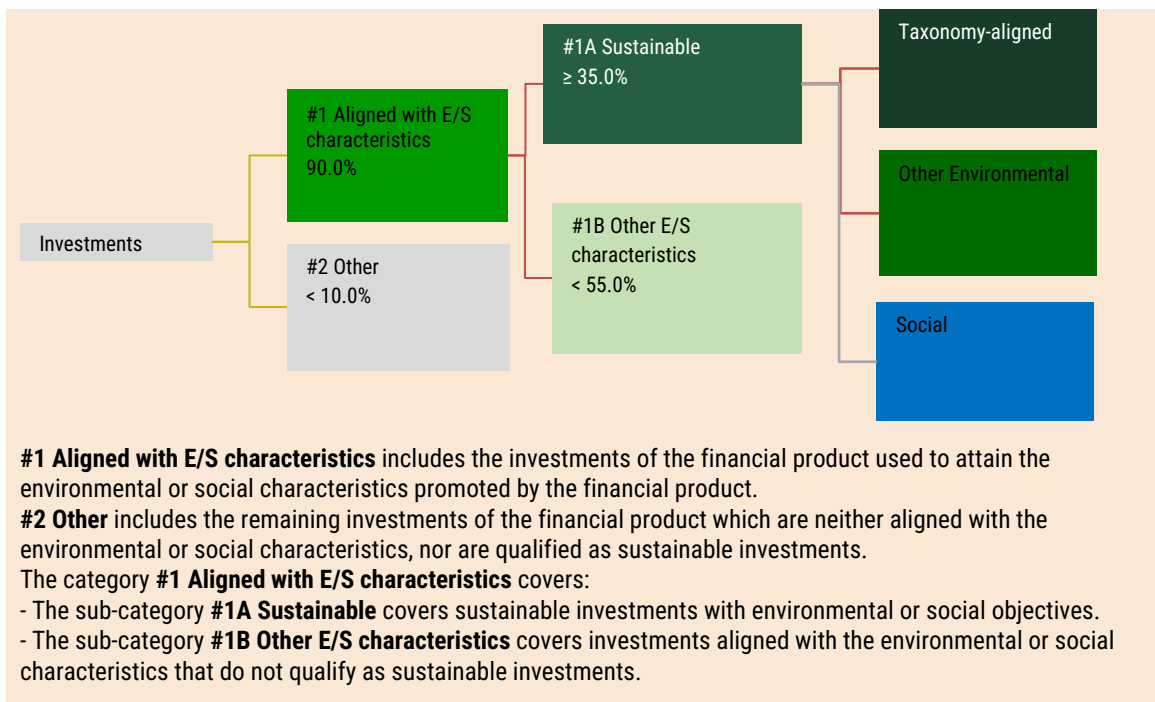 Investments
#1 Aligned with E/S
characteristics
90.0%
#2 Other
< 10.0%
#1A Sustainable
≥ 35.0%
#1B Other E/S
characteristics
< 55.0%
Taxonomy-aligned
Other Environmental
Social
#1 Aligned with E/S characteristics includes the investments of the financial product used to attain the
environmental or social characteristics promoted by the financial product.
#2 Other includes the remaining investments of the financial product which are neither aligned with the
environmental or social characteristics, nor are qualified as sustainable investments.
The category #1 Aligned with E/S characteristics covers:
- The sub-category #1A Sustainable covers sustainable investments with environmental or social objectives.
- The sub-category #1B Other E/S characteristics covers investments aligned with the environmental or social
characteristics that do not qualify as sustainable investments.